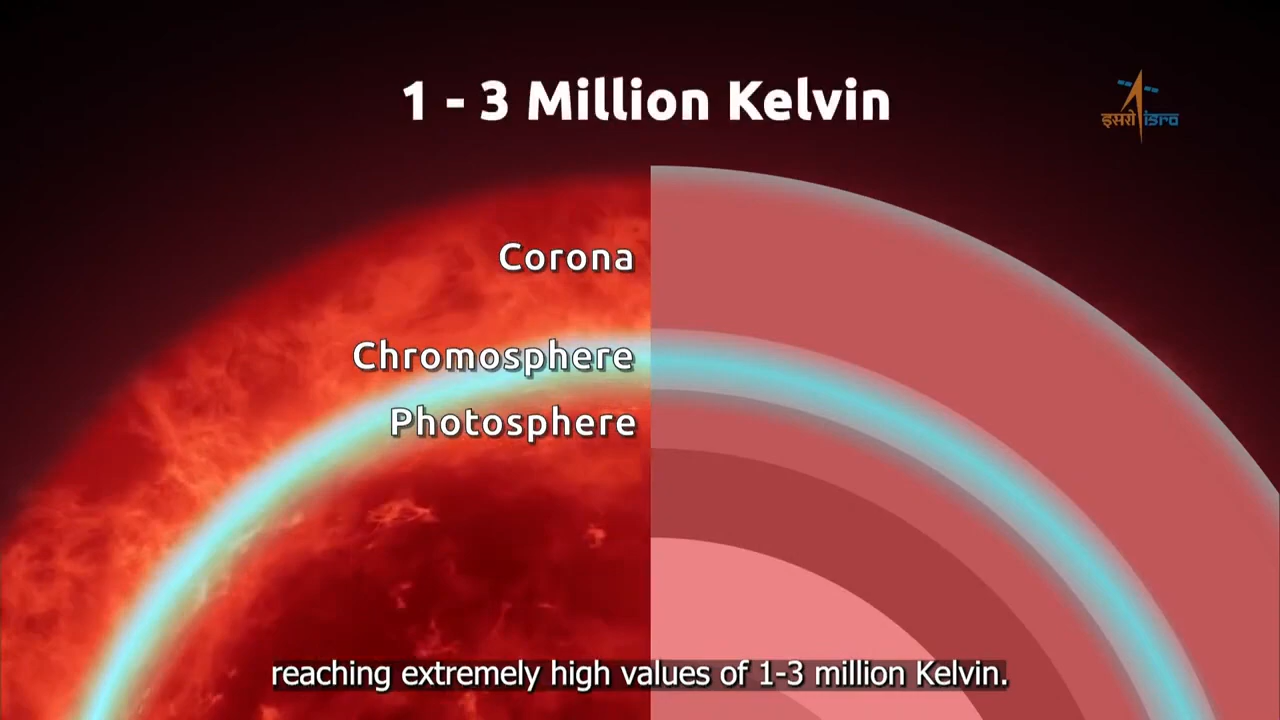 1 - 3 Million Kelvin
इसरो isro
Corona
Chromosphere
Photosphere
reaching extremely high values of 1-3 million Kelvin.